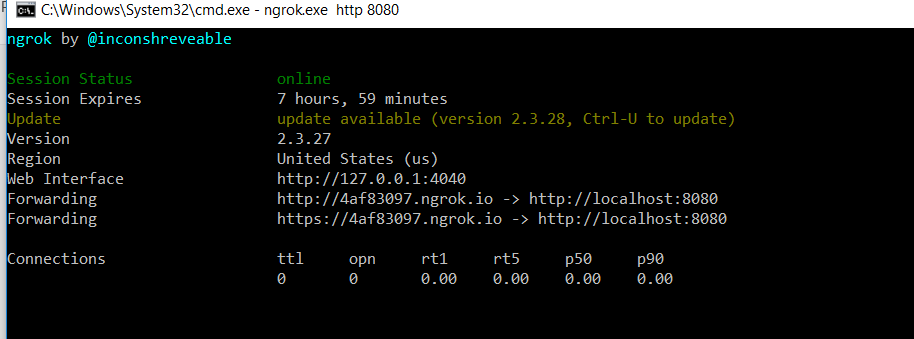 C:\Windows\System32\cmd.exe - ngrok.exe  http 8080
ngrok by @inconshreveable
Session Status                online
Session Expires               7 hours, 59 minutes
Update                        update available (version 2.3.28, Ctrl-U to update)
Version                       2.3.27
Region                        United States (us)
Web Interface                 http://127.0.0.1:4040
Forwarding                    http://4af83097.ngrok.io -> http://localhost:8080
Forwarding                    https://4af83097.ngrok.io -> http://localhost:8080
Connections                   ttl     opn     rt1     rt5     p50     p90
                              0       0       0.00    0.00    0.00    0.00